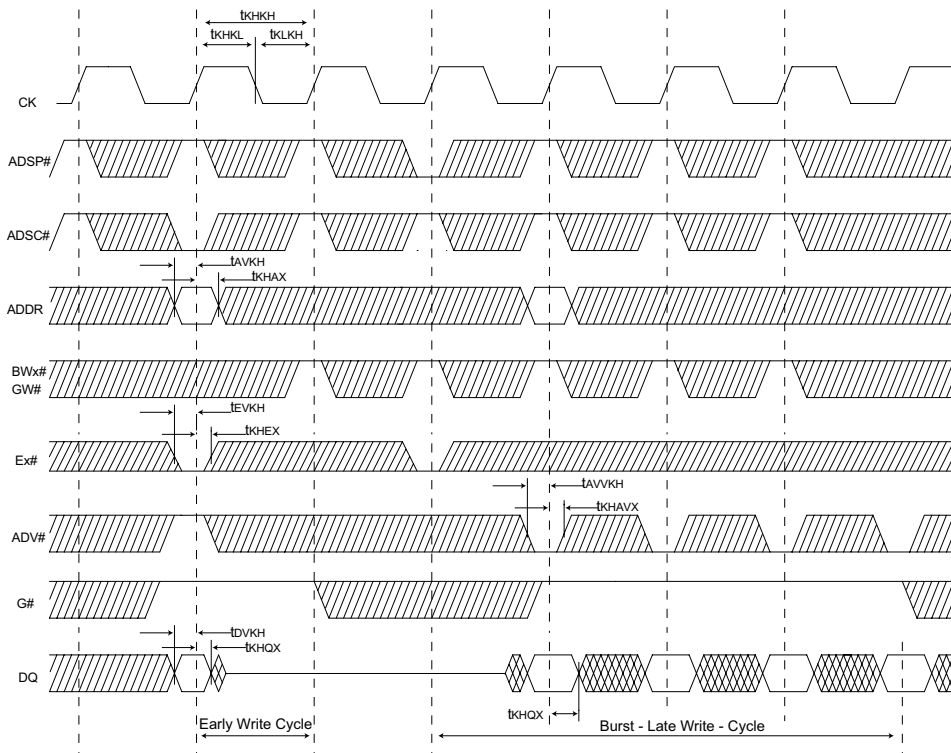 tKHKH
tKHKL
tKLKH
CK
ADSP#
ADSC#
tAVKH
tKHAX
ADDR
BWx#
GW#
tEVKH
tKHEX
Ex#
tAVVKH
tKHAVX
ADV#
G#
tDVKH
tKHQX
DQ
tKHQX
Early Write Cycle
Burst - Late Write - Cycle